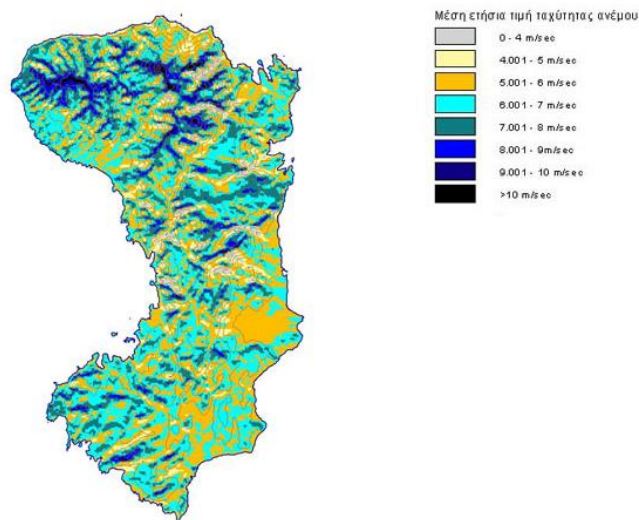 Μέση ετήσια τιμή ταχύτητας ανέμου
0 - 4 m/sec
4.001 - 5 m/sec
5.001 - 6 m/sec
6.001 - 7 m/sec
7.001 - 8 m/sec
8.001 - 9m/sec
9.001 - 10 m/sec
>10 m/sec